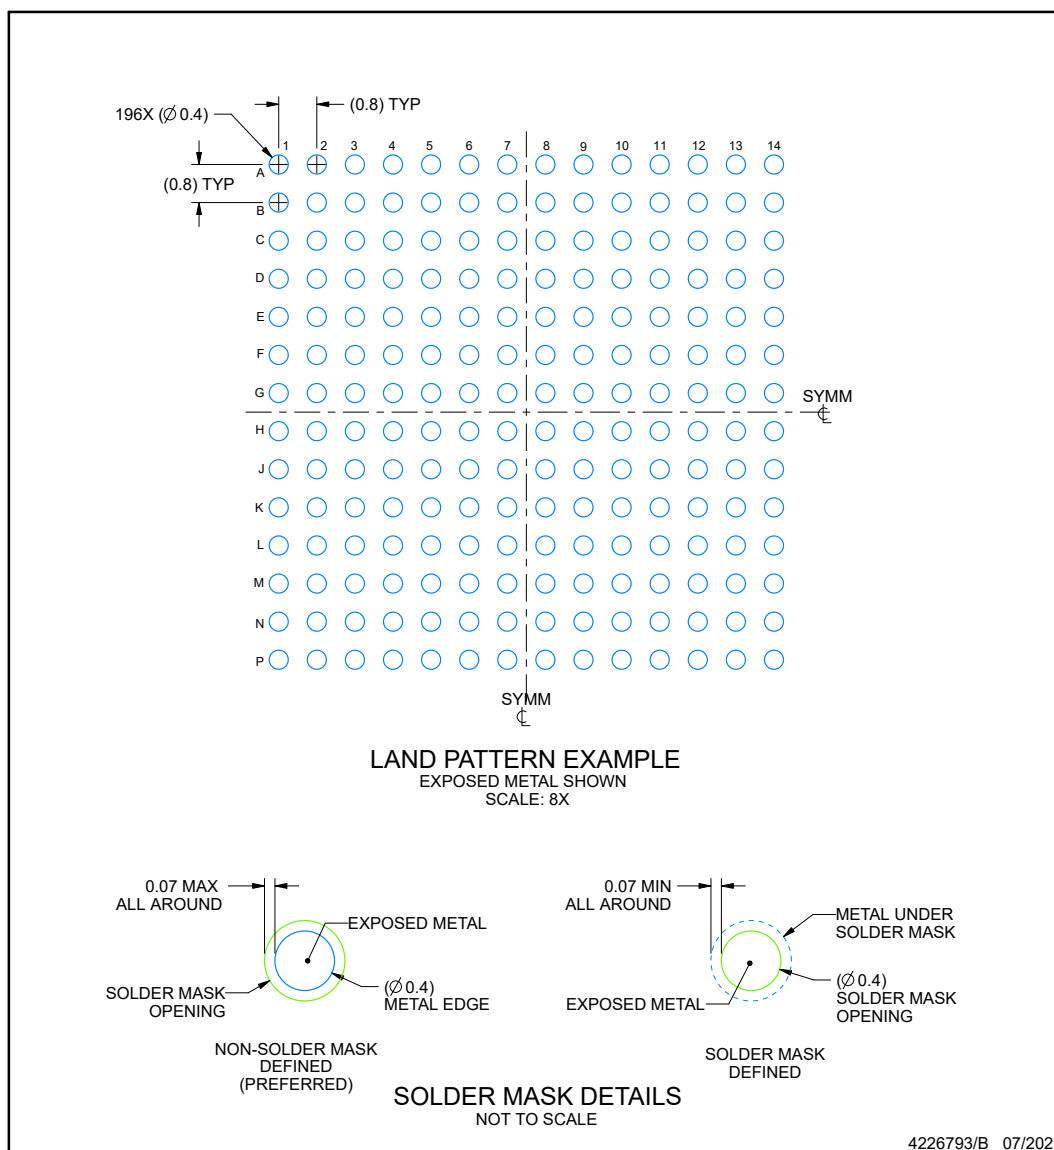 196X (Ø 0.4)
(0.8) TYP
1 2 3 4 5 6 7 8 9 10 11 12 13 14
A
(0.8) TYP
B
C
D
E
F
G
SYMM
℄
H
J
K
L
M
N
P
SYMM
℄
LAND PATTERN EXAMPLE
EXPOSED METAL SHOWN
SCALE: 8X
0.07 MAX
ALL AROUND
EXPOSED METAL
(Ø 0.4)
METAL EDGE
SOLDER MASK
OPENING
NON-SOLDER MASK
DEFINED
(PREFERRED)
0.07 MIN
ALL AROUND
METAL UNDER
SOLDER MASK
(Ø 0.4)
SOLDER MASK
OPENING
EXPOSED METAL
SOLDER MASK
DEFINED
SOLDER MASK DETAILS
NOT TO SCALE
4226793/B 07/202